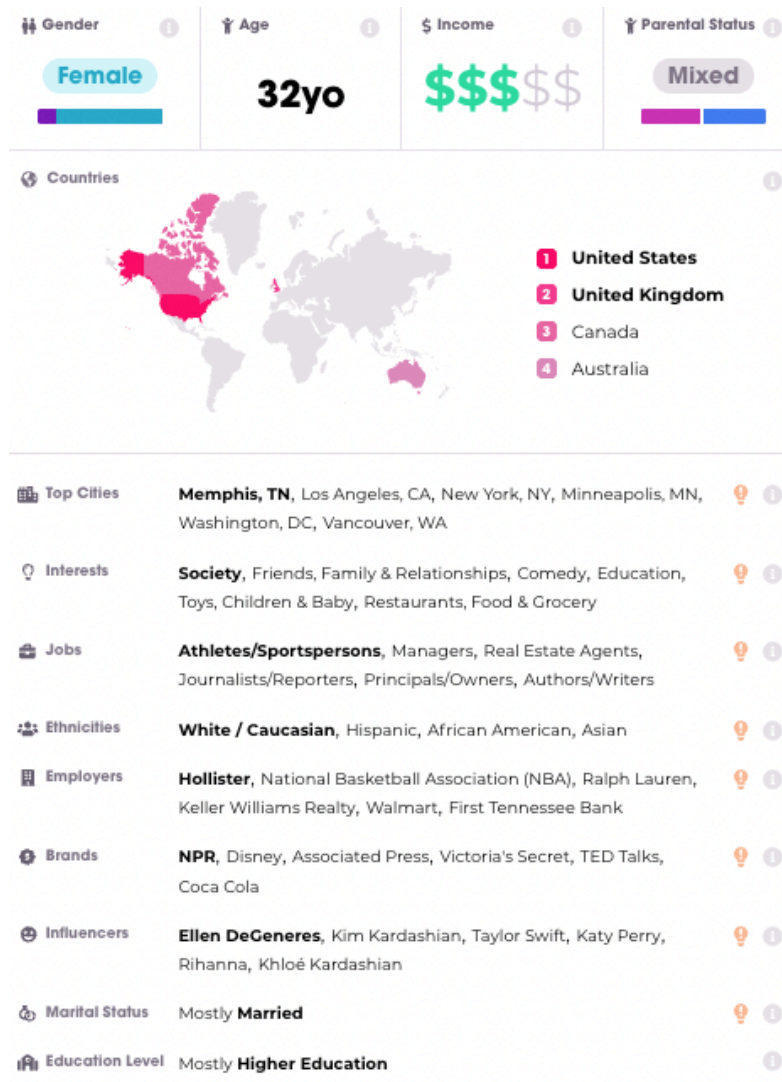 Gender
Female
Age
32yo
$ Income
$$$$$
Parental Status
Mixed
Countries
1 United States
2 United Kingdom
3 Canada
4 Australia
Top Cities
Memphis, TN, Los Angeles, CA, New York, NY, Minneapolis, MN,
Washington, DC, Vancouver, WA
Interests
Society, Friends, Family & Relationships, Comedy, Education,
Toys, Children & Baby, Restaurants, Food & Grocery
Jobs
Athletes/Sportspersons, Managers, Real Estate Agents,
Journalists/Reporters, Principals/Owners, Authors/Writers
Ethnicities
White / Caucasian, Hispanic, African American, Asian
Employers
Hollister, National Basketball Association (NBA), Ralph Lauren,
Keller Williams Realty, Walmart, First Tennessee Bank
Brands
NPR, Disney, Associated Press, Victoria's Secret, TED Talks,
Coca Cola
Influencers
Ellen DeGeneres, Kim Kardashian, Taylor Swift, Katy Perry,
Rihanna, Khloé Kardashian
Marital Status
Mostly Married
Education Level
Mostly Higher Education